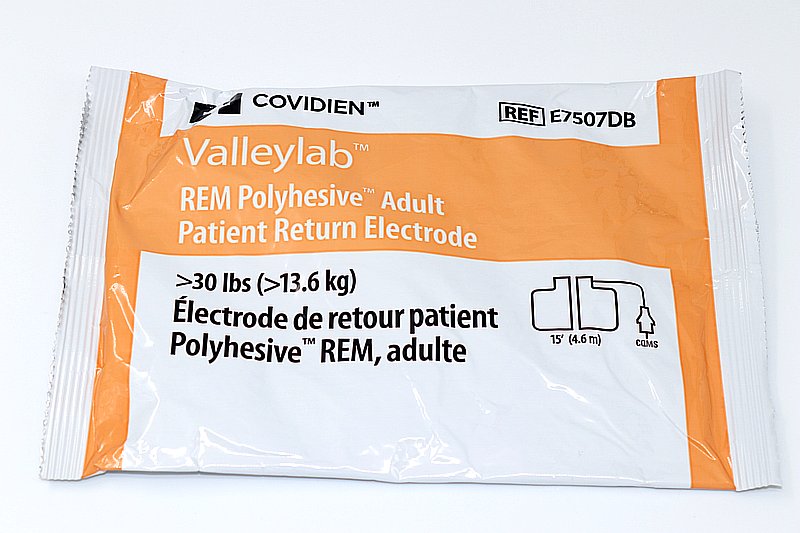 COVIDIEN™
REF E7507DB
Valleylab™
REM Polyhesive™ Adult
Patient Return Electrode
>30 lbs (>13.6 kg)
Électrode de retour patient
Polyhesive™ REM, adulte
15' (4.6 m)
CQMS